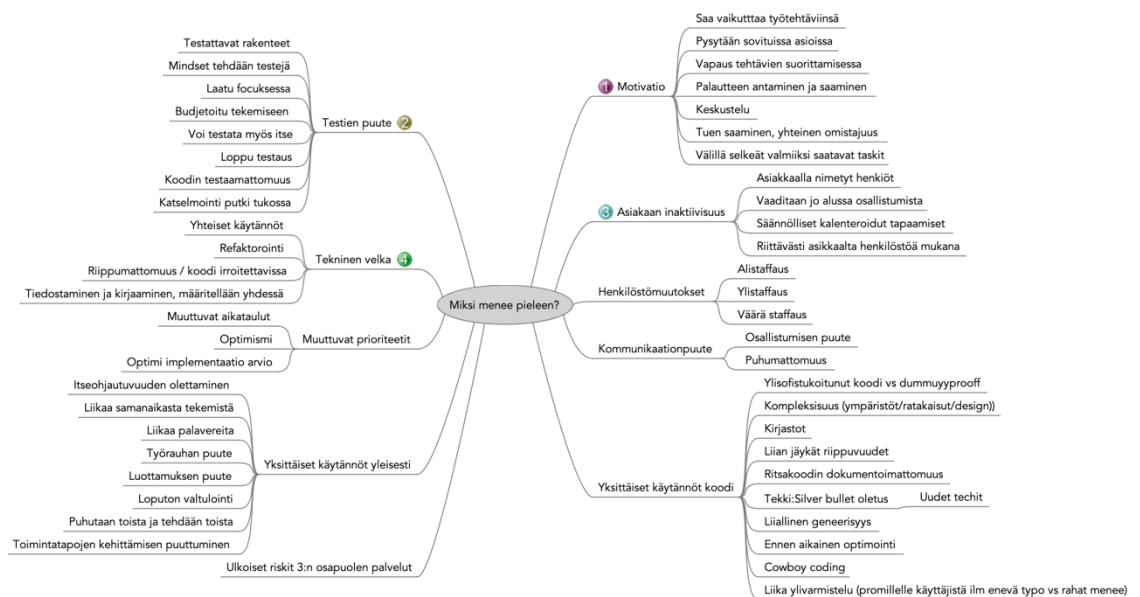 Miksi menee pieleen?
1 Motivatio
Saa vaikutttaa työtehtäviinsä
Pysytään sovituissa asioissa
Vapaus tehtävien suorittamisessa
Palautteen antaminen ja saaminen
Keskustelu
Tuen saaminen, yhteinen omistajuus
Välillä selkeät valmiiksi saatavat taskit
3 Asiakaan inaktiivisuus
Asiakkaalla nimetyt henkiöt
Vaaditaan jo alussa osallistumista
Säännölliset kalenteroidut tapaamiset
Riittävästi asikkaalta henkilöstöä mukana
Henkilöstömuutokset
Alistaffaus
Ylistaffaus
Väärä staffaus
Kommunikaationpuute
Osallistumisen puute
Puhumattomuus
Yksittäiset käytännöt koodi
Ylisofistukoitunut koodi vs dummuyyprooff
Kompleksisuus (ympäristöt/ratakaisut/design))
Kirjastot
Liian jäykät riippuvuudet
Ritsakoodin dokumentoimattomuus
Tekki:Silver bullet oletus
Uudet techit
Liiallinen geneerisyys
Ennen aikainen optimointi
Cowboy coding
Liika ylivarmistelu (promillelle käyttäjistä ilm enevä typo vs rahat menee)
Testien puute 2
Testattavat rakenteet
Mindset tehdään testejä
Laatu focuksessa
Budjetoitu tekemiseen
Voi testata myös itse
Loppu testaus
Koodin testaamattomuus
Katselmointi putki tukossa
Tekninen velka 4
Yhteiset käytännöt
Refaktorointi
Riippumattomuus / koodi irroitettavissa
Tiedostaminen ja kirjaaminen, määritellään yhdessä
Muuttuvat prioriteetit
Muuttuvat aikataulut
Optimismi
Optimi implementaatio arvio
Yksittäiset käytännöt yleisesti
Itseohjautuvuuden olettaminen
Liikaa samanaikasta tekemistä
Liikaa palavereita
Työrauhan puute
Luottamuksen puute
Loputon valtulointi
Puhutaan toista ja tehdään toista
Toimintatapojen kehittämisen puuttuminen
Ulkoiset riskit 3:n osapuolen palvelut